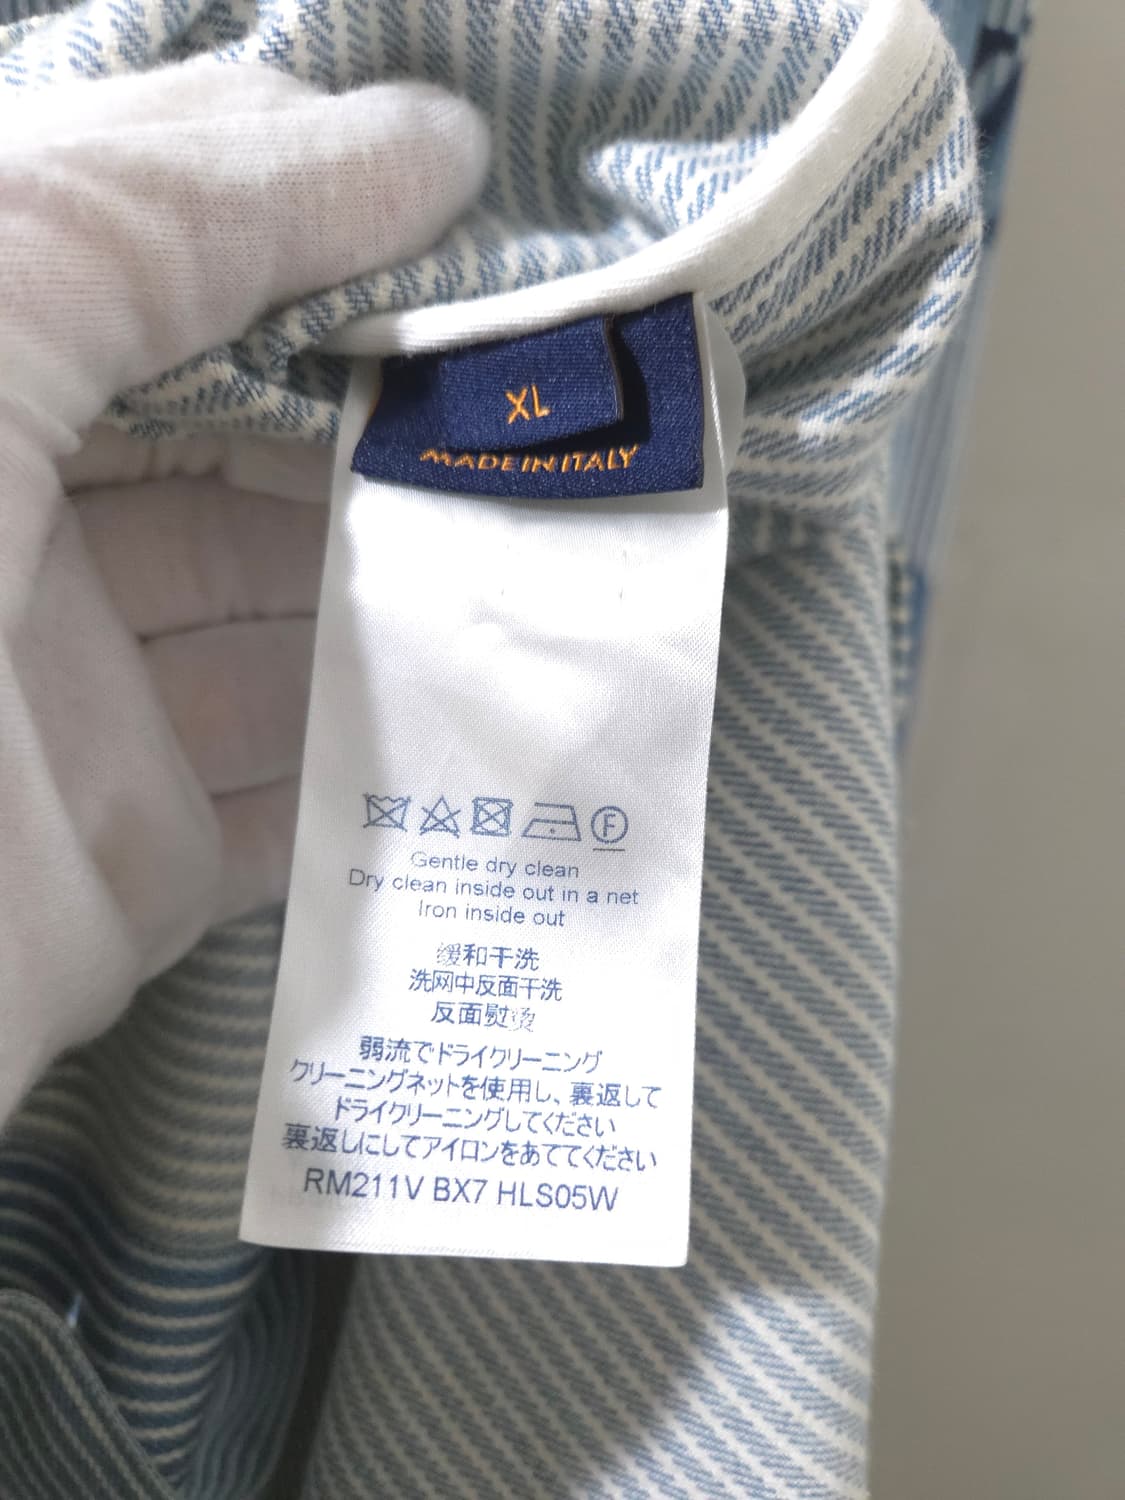 XL
MADE IN ITALY
F
Gentle dry clean
Dry clean inside out in a net
Iron inside out
缓和干洗
洗网中反面干洗
反面熨烫
弱流でドライクリーニング
クリーニングネットを使用し、裏返して
ドライクリーニングしてください
裏返しにしてアイロンをあててください
RM211V BX7 HLS05W